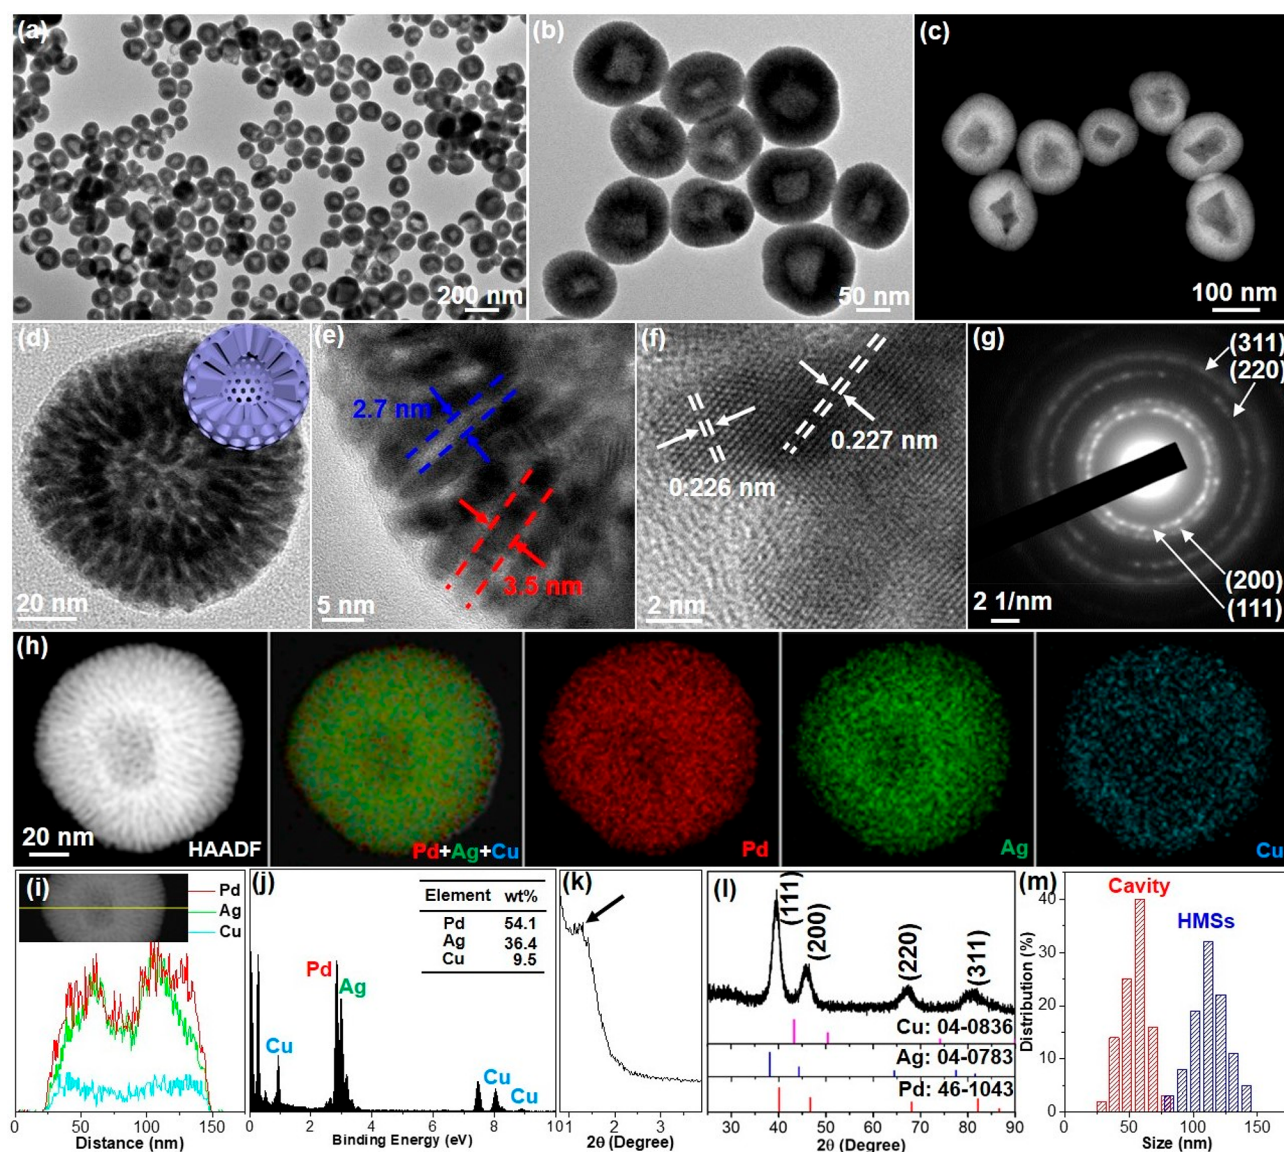 (a)
200 nm
(b)
50 nm
(c)
100 nm
(d)
20 nm
(e)
2.7 nm
3.5 nm
5 nm
(f)
0.227 nm
0.226 nm
2 nm
(g)
(311)
(220)
(200)
(111)
2 1/nm
(h)
20 nm
HAADF
Pd+Ag+Cu
Pd
Ag
Cu
(i)
Pd
Ag
Cu
0 50 100 150
Distance (nm)
(j)
Element wt%
Pd 54.1
Ag 36.4
Cu 9.5
Pd
Ag
Cu
Cu
Cu
0 2 4 6 8 10
Binding Energy (eV)
(k)
1 2 3
2θ (Degree)
(l)
(111)
(200)
(220)
(311)
Cu: 04-0836
Ag: 04-0783
Pd: 46-1043
30 40 50 60 70 80 90
2θ (Degree)
(m)
Cavity
HMSs
Distribution (%)
40
30
20
10
0
0 50 100 150
Size (nm)